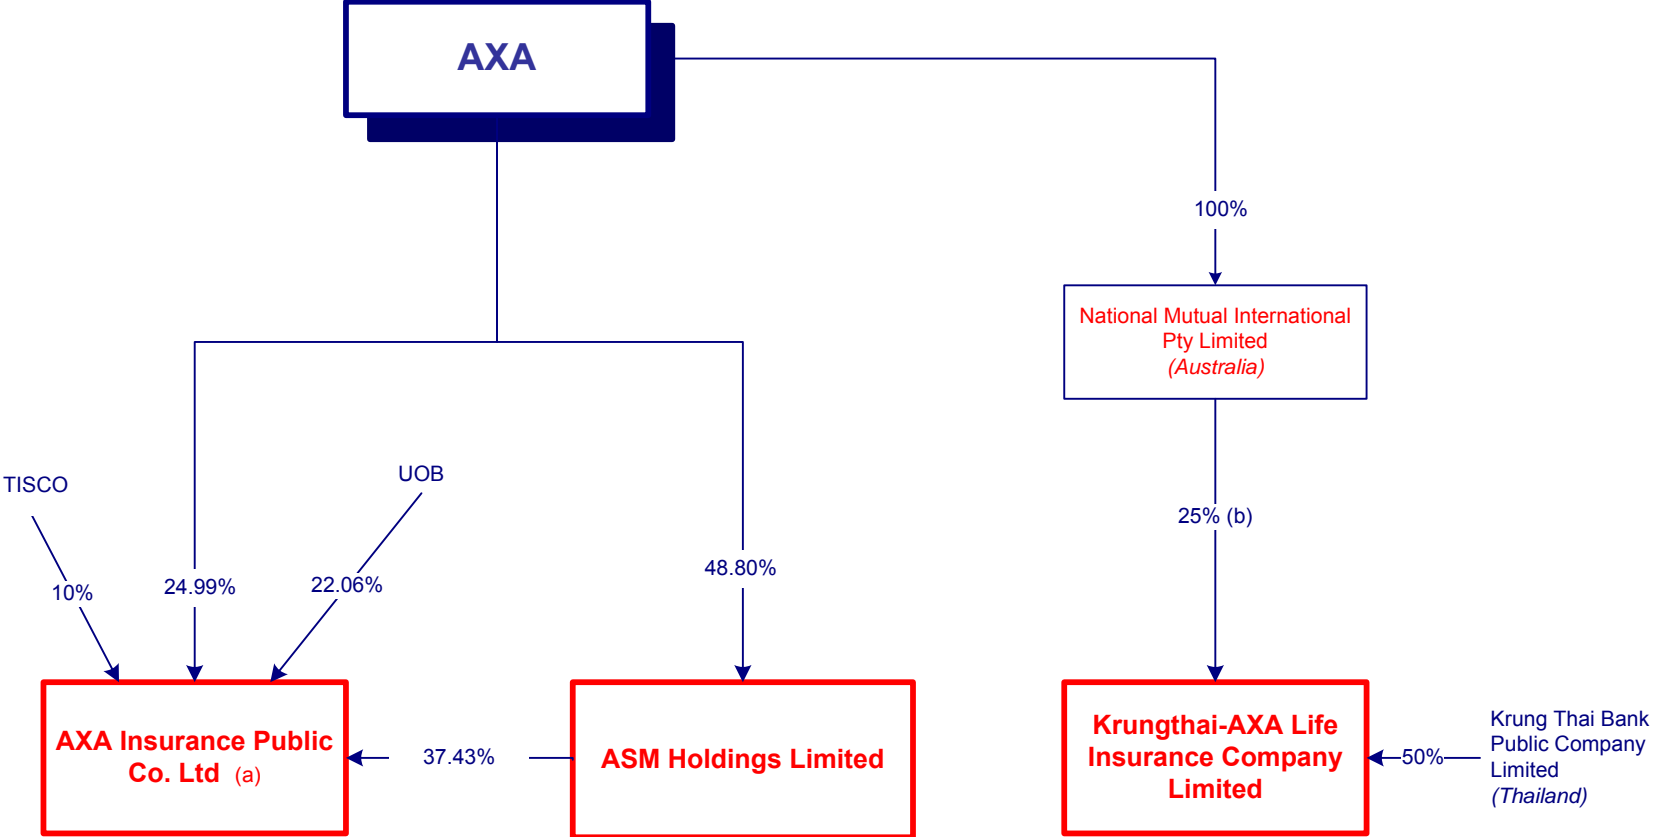 AXA
100%
National Mutual International
Pty Limited
(Australia)
TISCO
UOB
25% (b)
10%
24.99%
22.06%
48.80%
AXA Insurance Public
Co. Ltd (a)
37.43%
ASM Holdings Limited
Krungthai-AXA Life
Insurance Company
Limited
50%
Krung Thai Bank
Public Company
Limited
(Thailand)